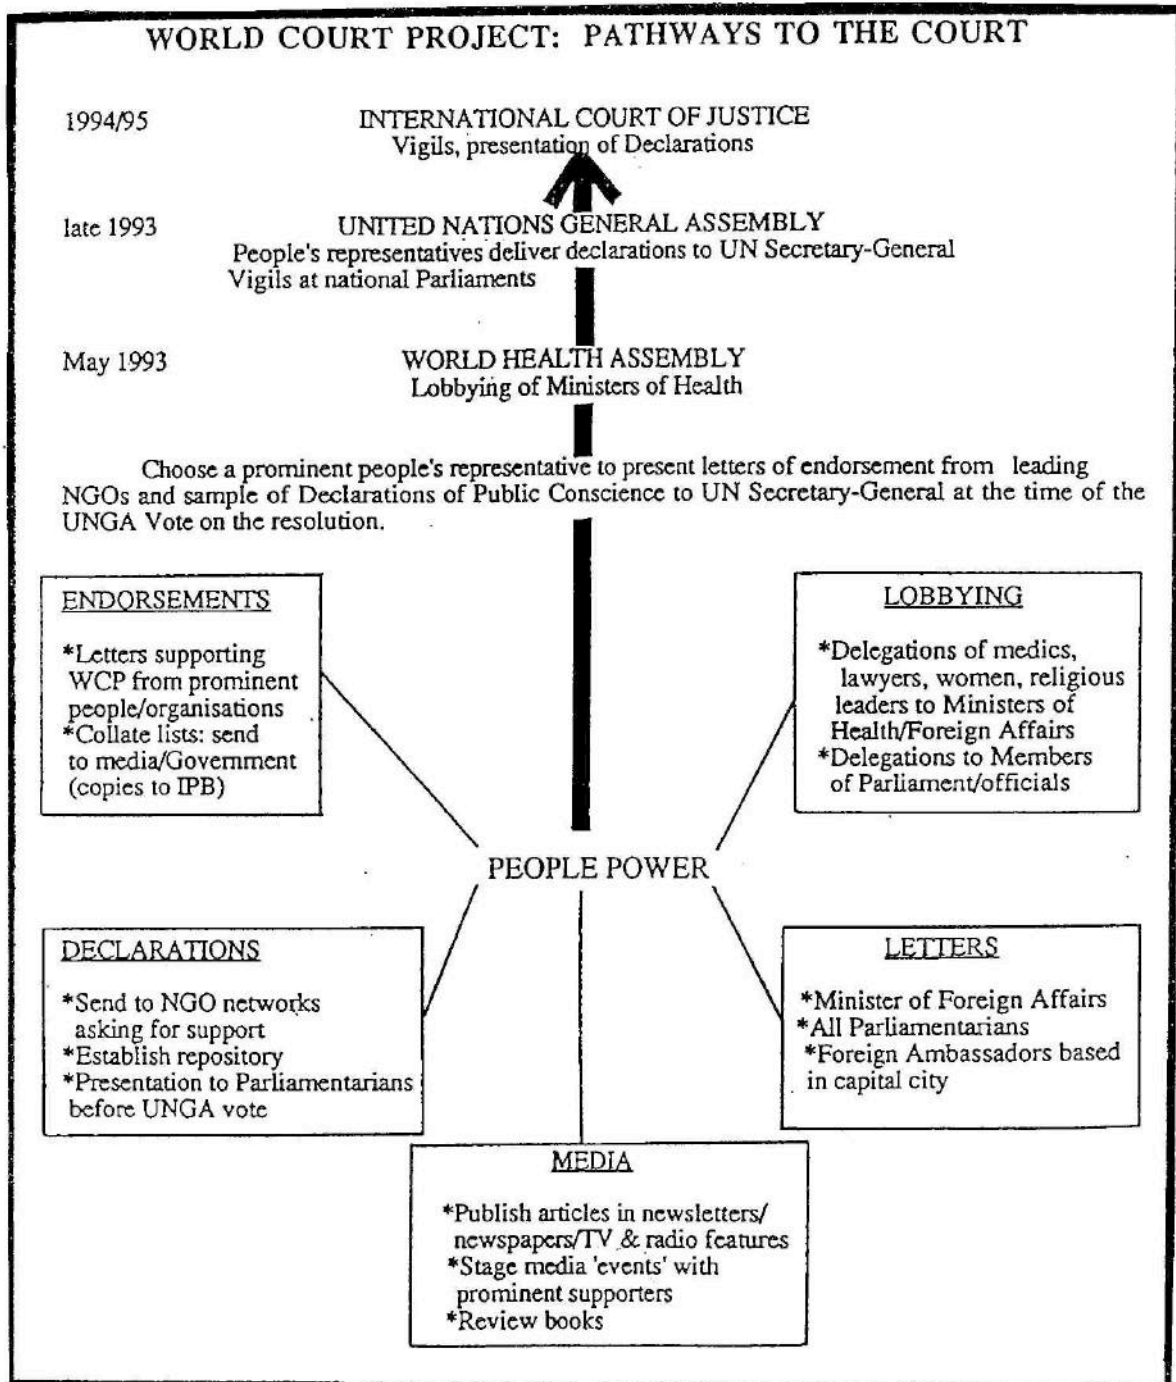 WORLD COURT PROJECT: PATHWAYS TO THE COURT
1994/95
INTERNATIONAL COURT OF JUSTICE
Vigils, presentation of Declarations
late 1993
UNITED NATIONS GENERAL ASSEMBLY
People's representatives deliver declarations to UN Secretary-General
Vigils at national Parliaments
May 1993
WORLD HEALTH ASSEMBLY
Lobbying of Ministers of Health
Choose a prominent people's representative to present letters of endorsement from leading
NGOs and sample of Declarations of Public Conscience to UN Secretary-General at the time of the
UNGA Vote on the resolution.
ENDORSEMENTS
*Letters supporting
WCP from prominent
people/organisations
*Collate lists: send
to media/Government
(copies to IPB)
LOBBYING
*Delegations of medics,
lawyers, women, religious
leaders to Ministers of
Health/Foreign Affairs
*Delegations to Members
of Parliament/officials
PEOPLE POWER
DECLARATIONS
*Send to NGO networks
asking for support
*Establish repository
*Presentation to Parliamentarians
before UNGA vote
LETTERS
*Minister of Foreign Affairs
*All Parliamentarians
*Foreign Ambassadors based
in capital city
MEDIA
*Publish articles in newsletters/
newspapers/TV & radio features
*Stage media 'events' with
prominent supporters
*Review books